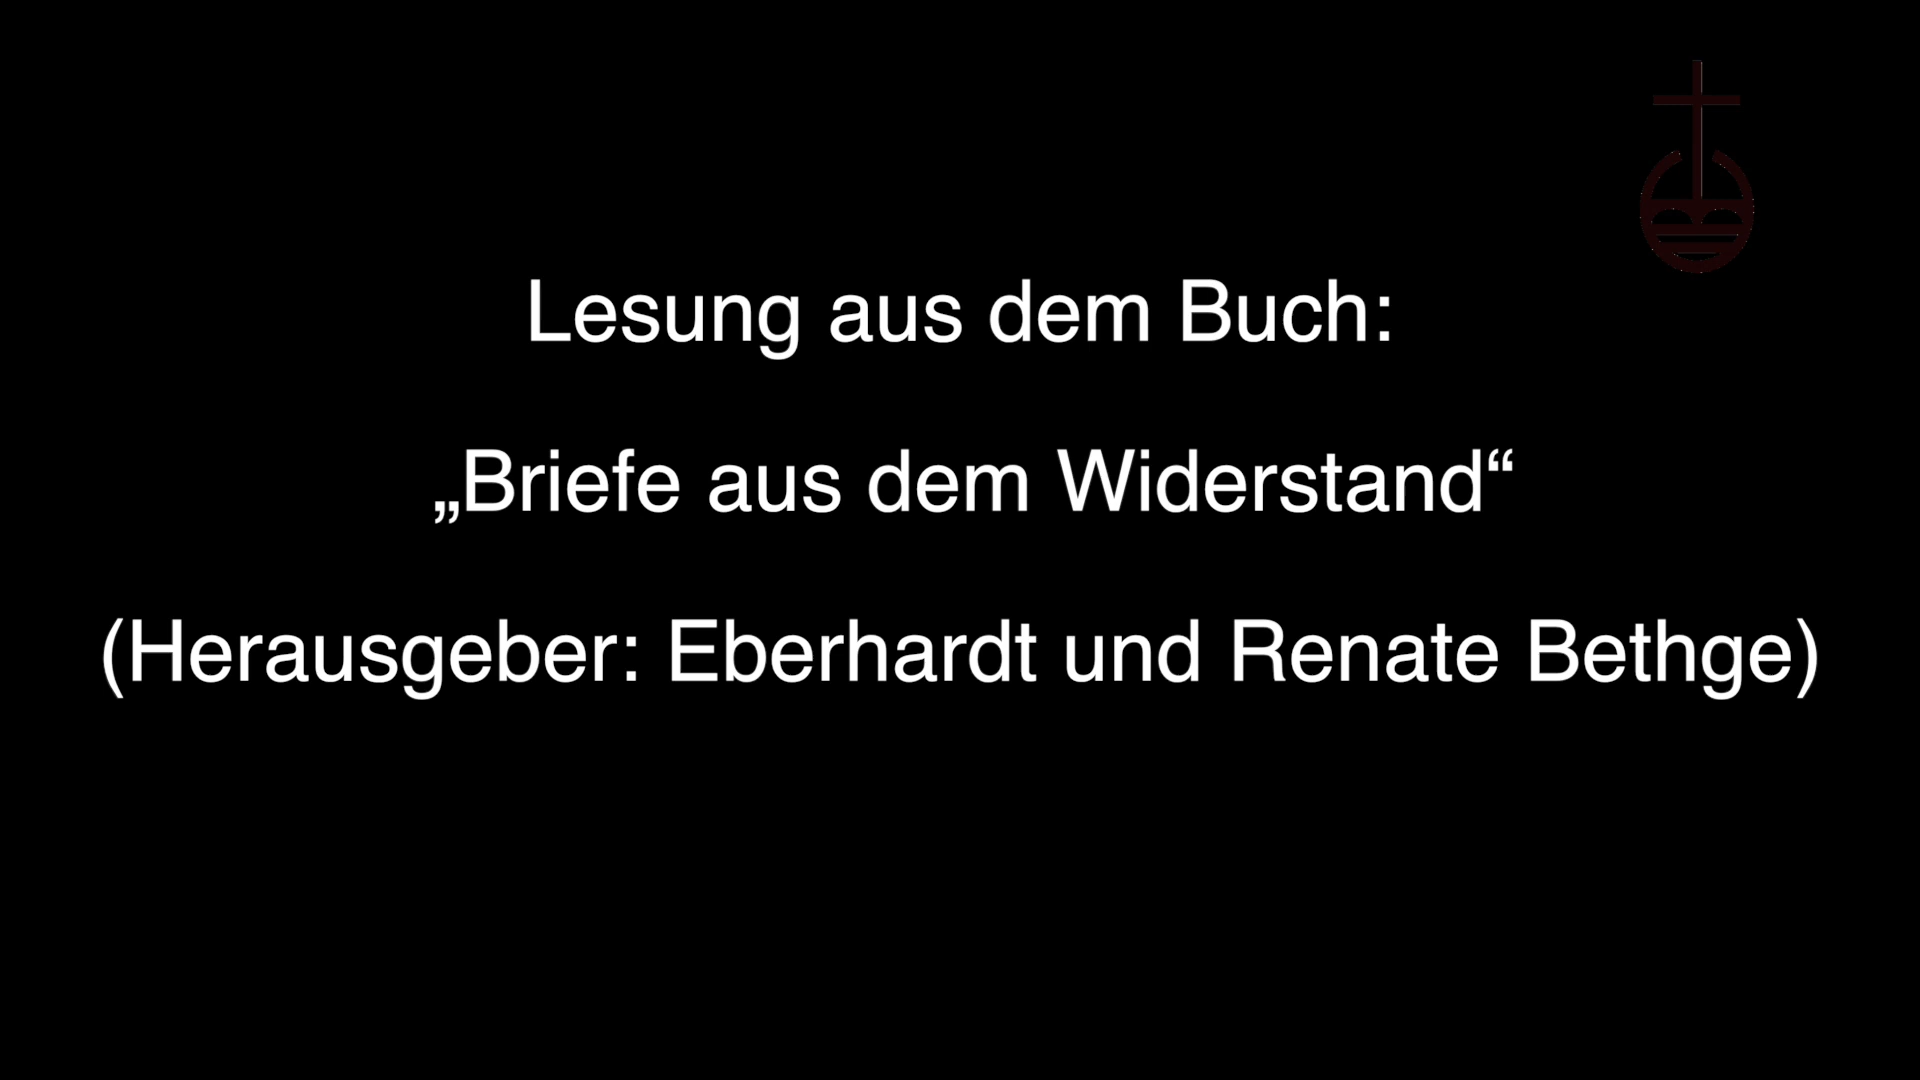 Lesung aus dem Buch:
„Briefe aus dem Widerstand“
(Herausgeber: Eberhardt und Renate Bethge)